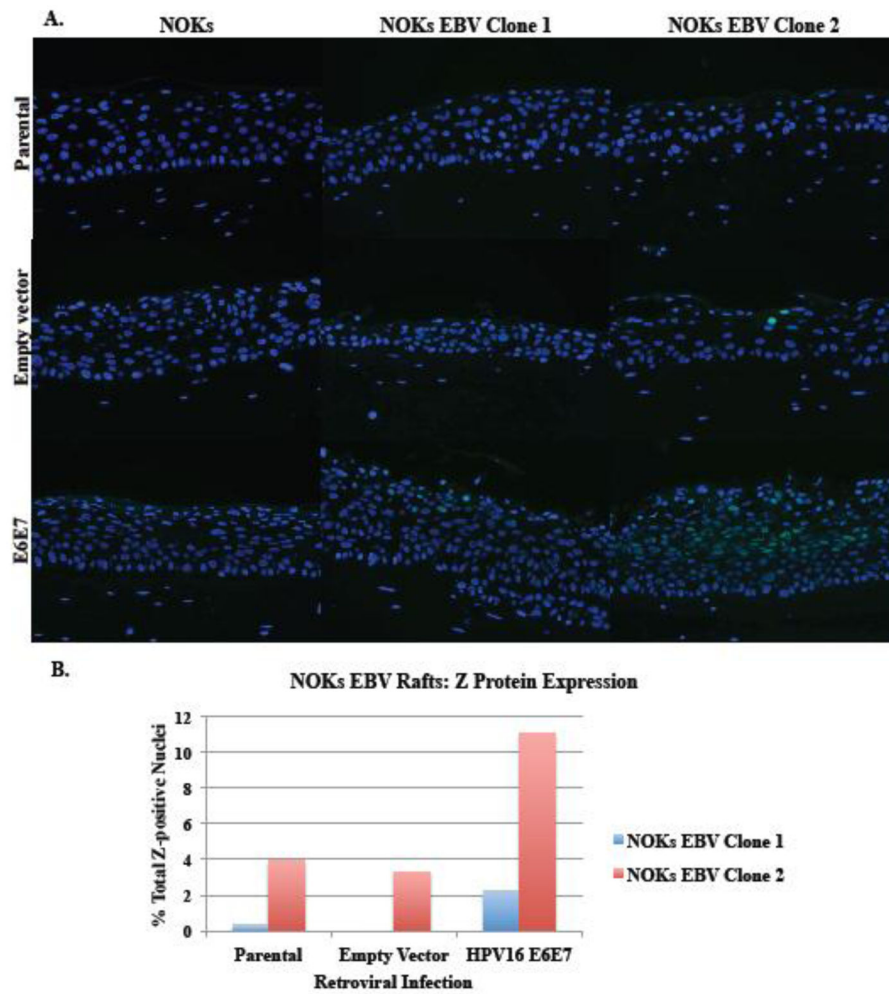 A.
NOKs NOKs EBV Clone 1 NOKs EBV Clone 2
Parental
Empty vector
E6E7
B.
NOKs EBV Rafts: Z Protein Expression
% Total Z-positive Nuclei
12
10
8
6
4
2
0
Parental Empty Vector HPV16 E6E7
Retroviral Infection
NOKs EBV Clone 1
NOKs EBV Clone 2